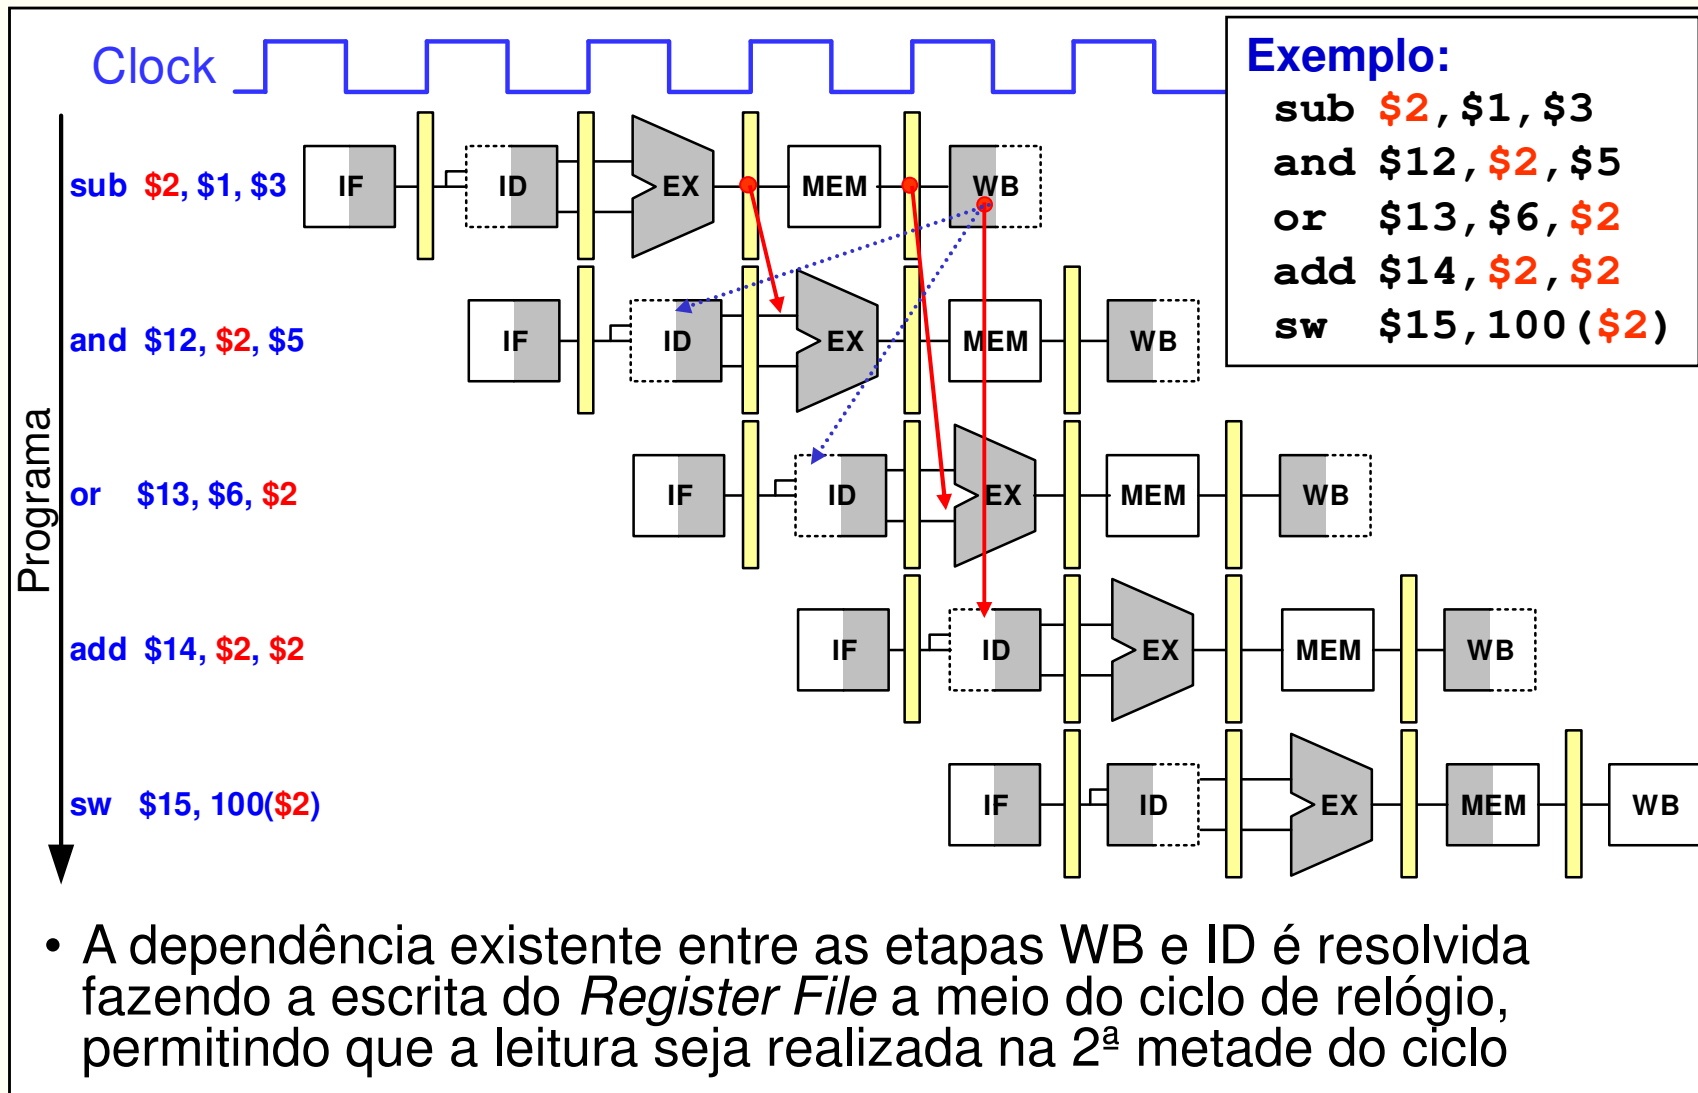 Clock
Exemplo:
sub $2,$1,$3
and $12,$2,$5
or $13,$6,$2
add $14,$2,$2
sw $15,100($2)
Programa
sub $2, $1, $3
IF ID EX MEM WB
and $12, $2, $5
IF ID EX MEM WB
or $13, $6, $2
IF ID EX MEM WB
add $14, $2, $2
IF ID EX MEM WB
sw $15, 100($2)
IF ID EX MEM WB
• A dependência existente entre as etapas WB e ID é resolvida
fazendo a escrita do Register File a meio do ciclo de relógio,
permitindo que a leitura seja realizada na 2ª metade do ciclo